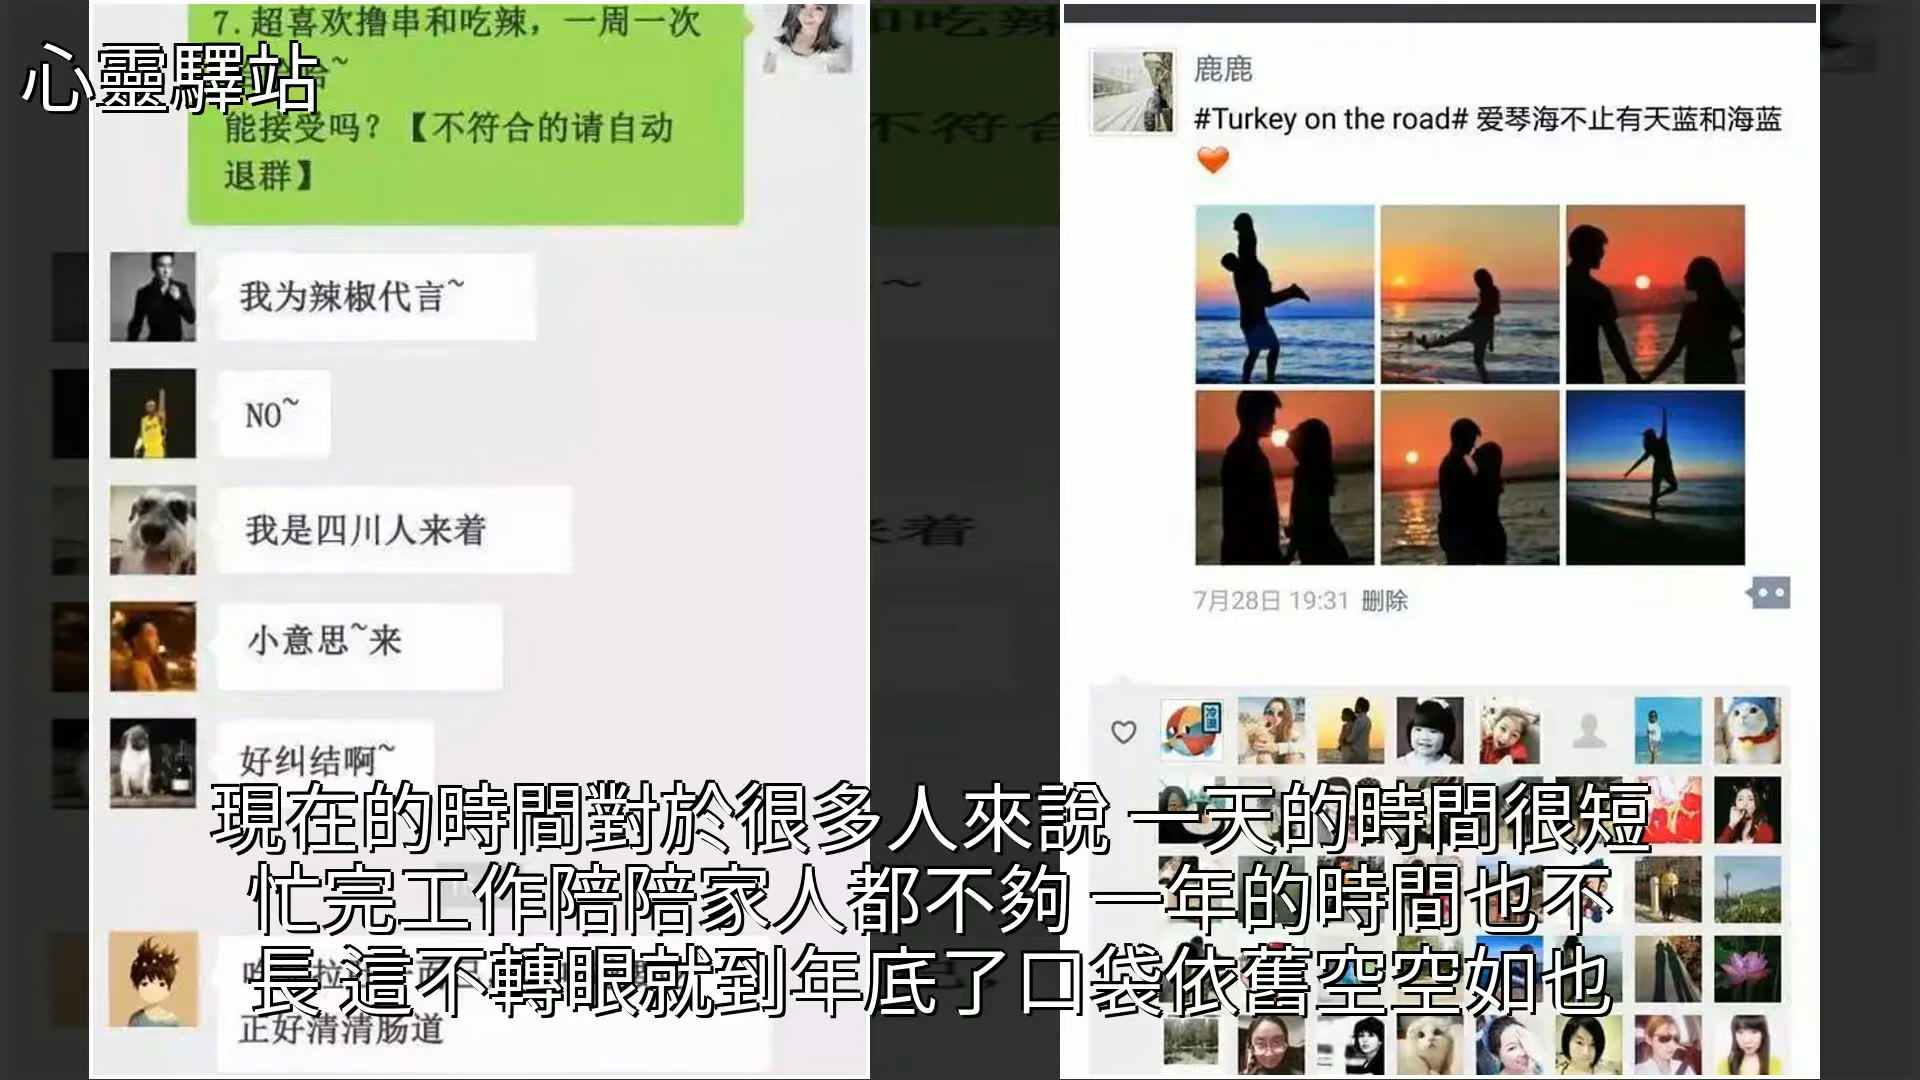 心靈驛站
7.超喜欢撸串和吃辣，一周一次
能接受吗？【不符合的请自动
退群】
我为辣椒代言~
NO~
我是四川人来着
小意思~来
好纠结啊~
正好清清肠道
鹿鹿
#Turkey on the road# 爱琴海不止有天蓝和海蓝
7月28日 19:31 删除
現在的時間對於很多人來說 一天的時間很短
忙完工作陪陪家人都不夠 一年的時間也不
長 這不轉眼就到年底了口袋依舊空空如也